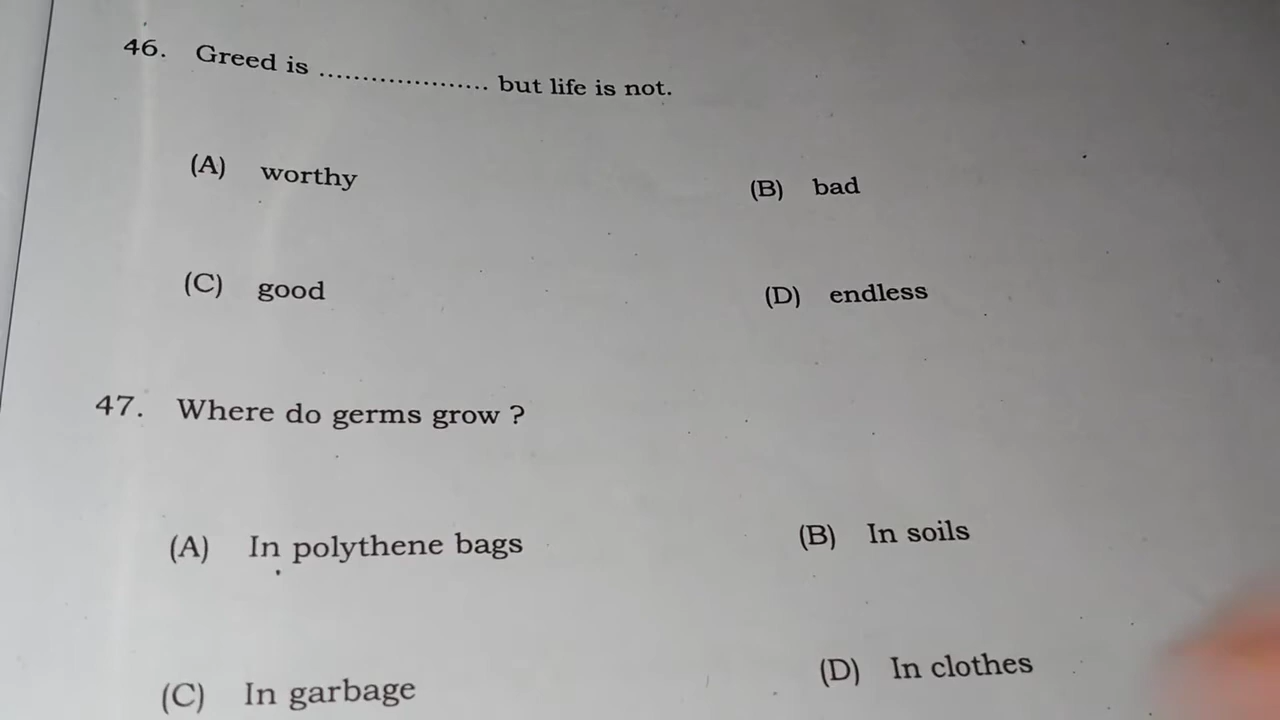 46. Greed is ................... but life is not.
(A) worthy (B) bad
(C) good (D) endless
47. Where do germs grow ?
(A) In polythene bags (B) In soils
(C) In garbage (D) In clothes